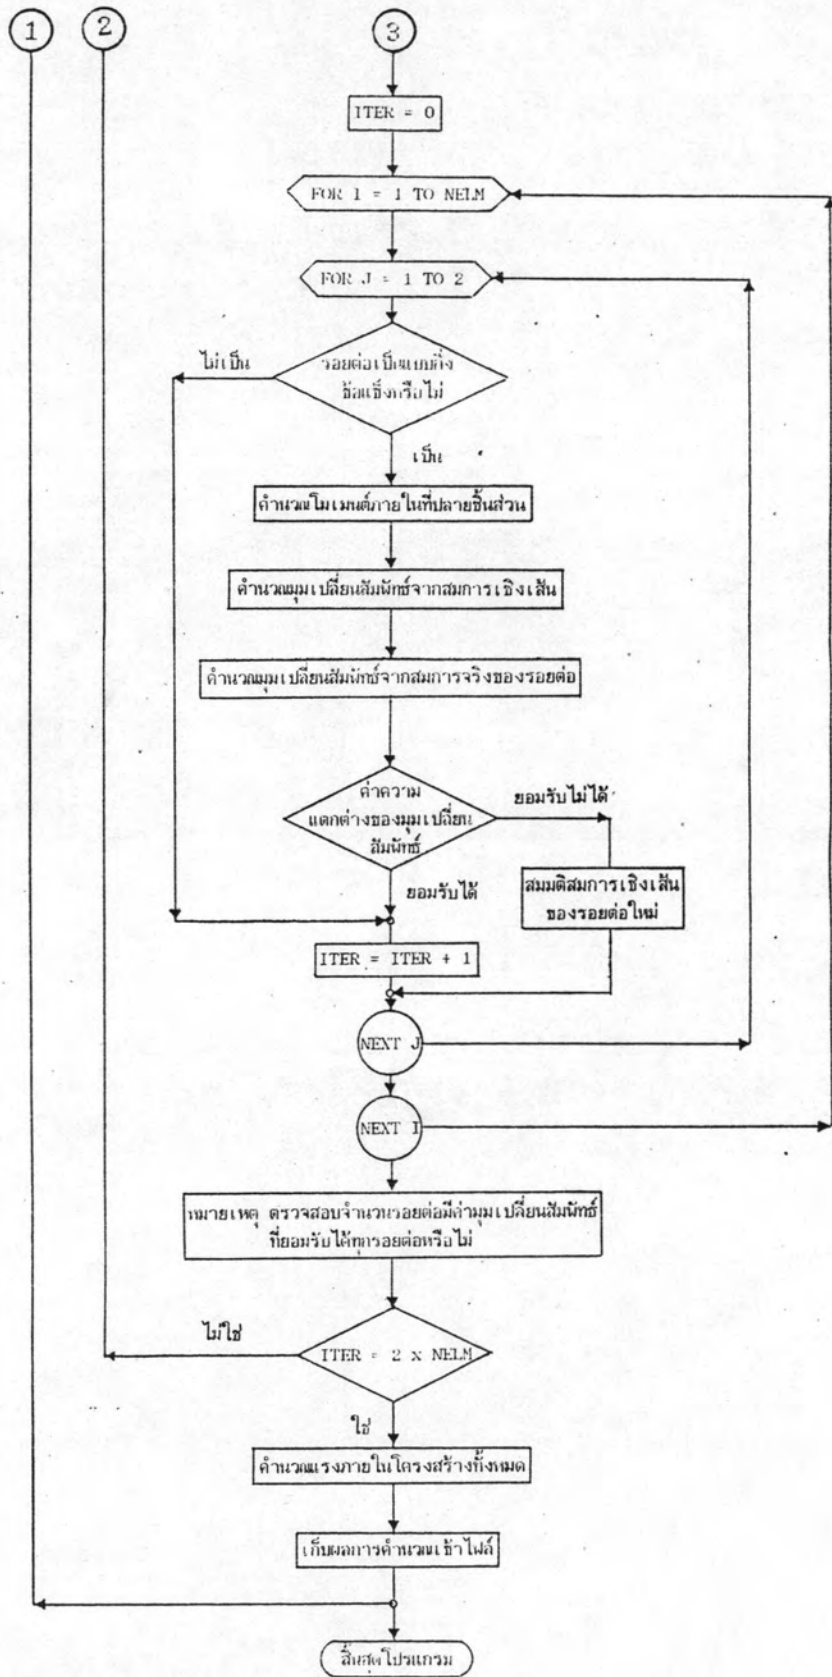 1 2 3
ITER = 0
FOR I = 1 TO NELM
FOR J = 1 TO 2
ไม่เป็น
รอยต่อเป็นแบบกึ่ง
ข้อแข็งหรือไม่
เป็น
คำนวณโมเมนต์ภายในที่ปลายชิ้นส่วน
คำนวณมุมเปลี่ยนสัมพัทธ์จากสมการเชิงเส้น
คำนวณมุมเปลี่ยนสัมพัทธ์จากสมการจริงของรอยต่อ
ค่าความ
แตกต่างของมุมเปลี่ยน
สัมพัทธ์
ยอมรับไม่ได้
ยอมรับได้
สมมติสมการเชิงเส้น
ของรอยต่อใหม่
ITER = ITER + 1
NEXT J
NEXT I
หมายเหตุ ตรวจสอบจำนวนรอยต่อมีค่ามุมเปลี่ยนสัมพัทธ์
ที่ยอมรับได้ทุกรอยต่อหรือไม่
ไม่ใช่
ITER = 2 x NELM
ใช่
คำนวณแรงภายในโครงสร้างทั้งหมด
เก็บผลการคำนวณเข้าไฟล์
สิ้นสุดโปรแกรม